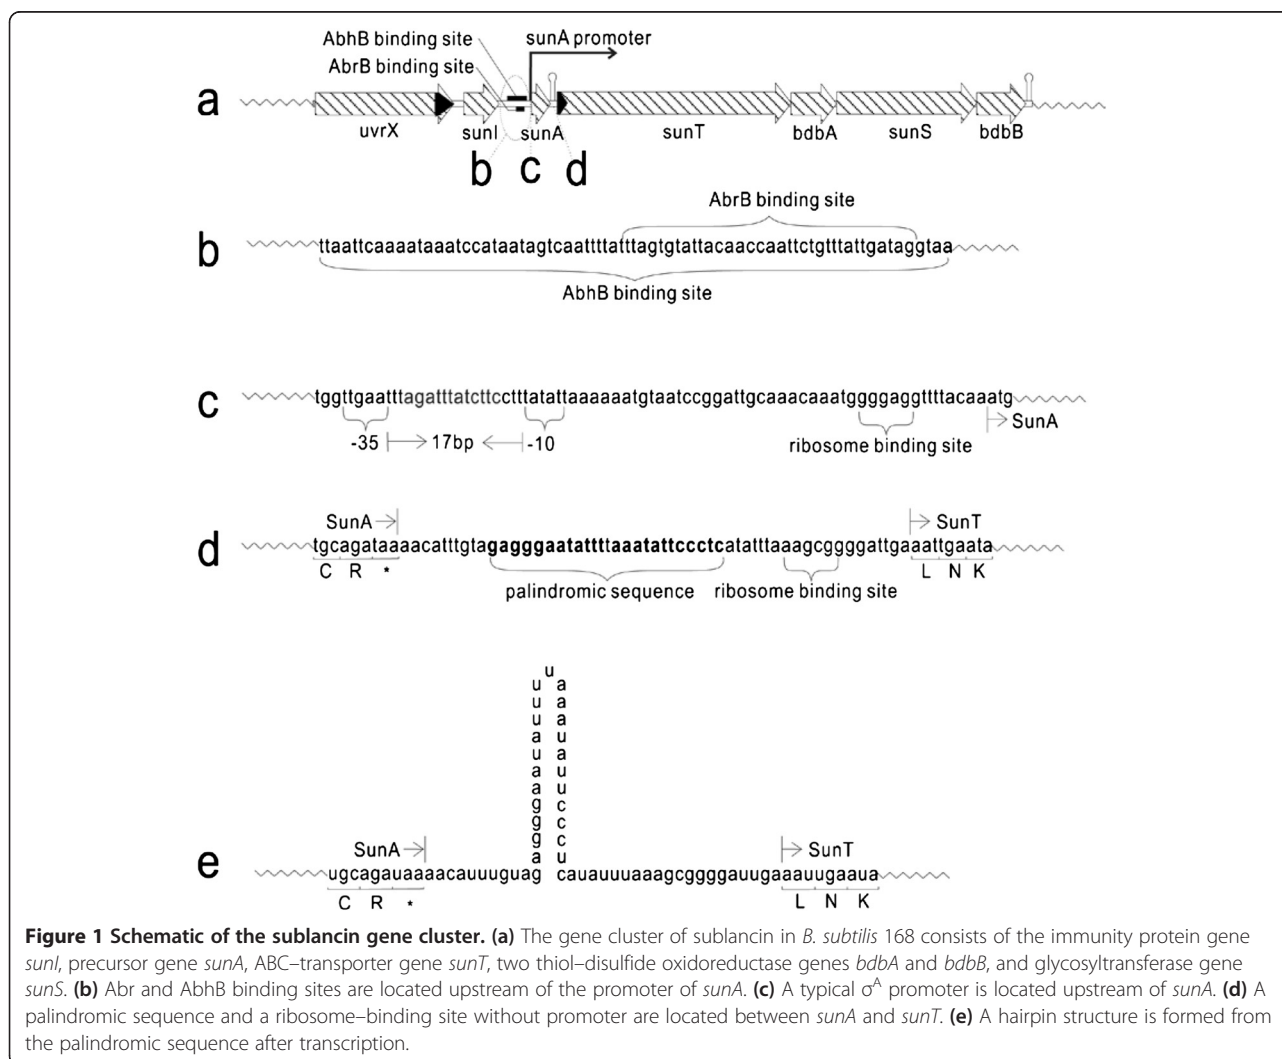 AbhB binding site
sunA promoter
AbrB binding site
a
uvrX
sunI
sunA
sunT
bdbA
sunS
bdbB
b
c
d
AbrB binding site
b
ttaattcaaaataaatccataatagtcaattttatttagtgtattacaaccaattctgtttattgataggtaa
AbhB binding site
c
tggttgaatttagatttatcttcctttatattaaaaaatgtaatccggattgcaaacaaatggggaggttttacaaatg
SunA
-35
17bp
-10
ribosome binding site
SunA
SunT
d
tgcagataaaacatttgtagagggaatattttaaatattccctcatatttaaagcggggattgaaattgaata
C R *
L N K
palindromic sequence
ribosome binding site
u
u a
u a
u a
a u
u a
a u
a u
g c
g c
g c
a u
SunA
SunT
e
ugcagauaaaacauuuguag
cauauuuaaagcggggauugaaauugaaua
C R *
L N K
Figure 1 Schematic of the sublancin gene cluster. (a) The gene cluster of sublancin in B. subtilis 168 consists of the immunity protein gene
sunI, precursor gene sunA, ABC–transporter gene sunT, two thiol–disulfide oxidoreductase genes bdbA and bdbB, and glycosyltransferase gene
sunS. (b) Abr and AbhB binding sites are located upstream of the promoter of sunA. (c) A typical σᴬ promoter is located upstream of sunA. (d) A
palindromic sequence and a ribosome–binding site without promoter are located between sunA and sunT. (e) A hairpin structure is formed from
the palindromic sequence after transcription.